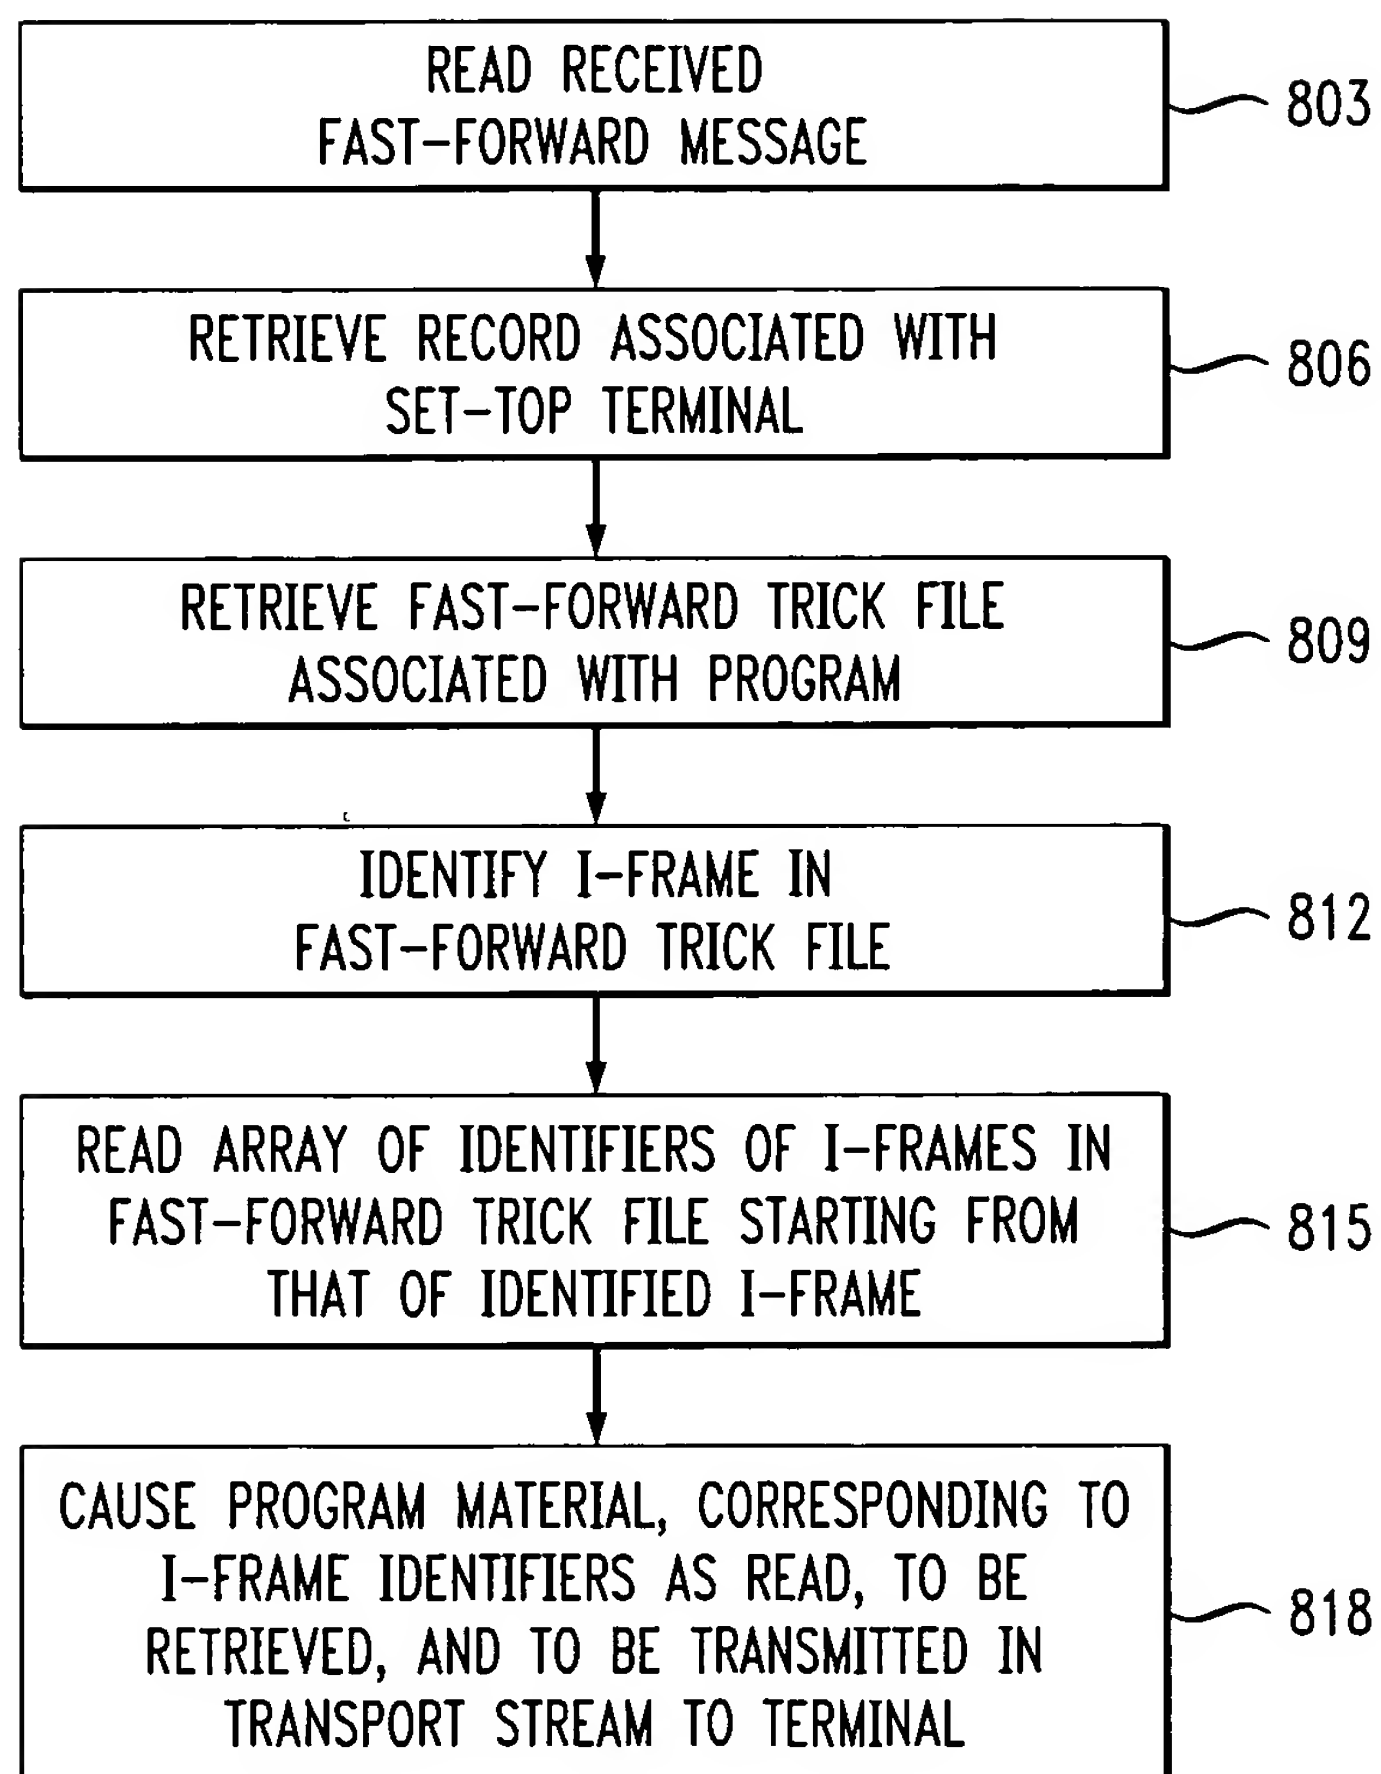 READ RECEIVED
FAST-FORWARD MESSAGE
803
RETRIEVE RECORD ASSOCIATED WITH
SET-TOP TERMINAL
806
RETRIEVE FAST-FORWARD TRICK FILE
ASSOCIATED WITH PROGRAM
809
IDENTIFY I-FRAME IN
FAST-FORWARD TRICK FILE
812
READ ARRAY OF IDENTIFIERS OF I-FRAMES IN
FAST-FORWARD TRICK FILE STARTING FROM
THAT OF IDENTIFIED I-FRAME
815
CAUSE PROGRAM MATERIAL, CORRESPONDING TO
I-FRAME IDENTIFIERS AS READ, TO BE
RETRIEVED, AND TO BE TRANSMITTED IN
TRANSPORT STREAM TO TERMINAL
818